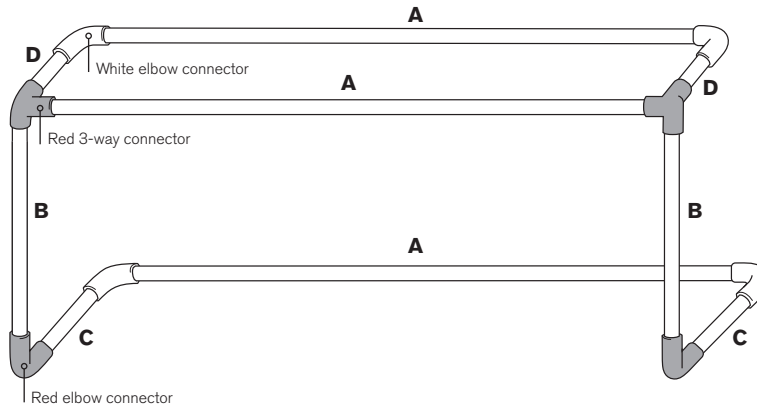 A
D
White elbow connector
A
D
Red 3-way connector
B
B
A
C
C
Red elbow connector